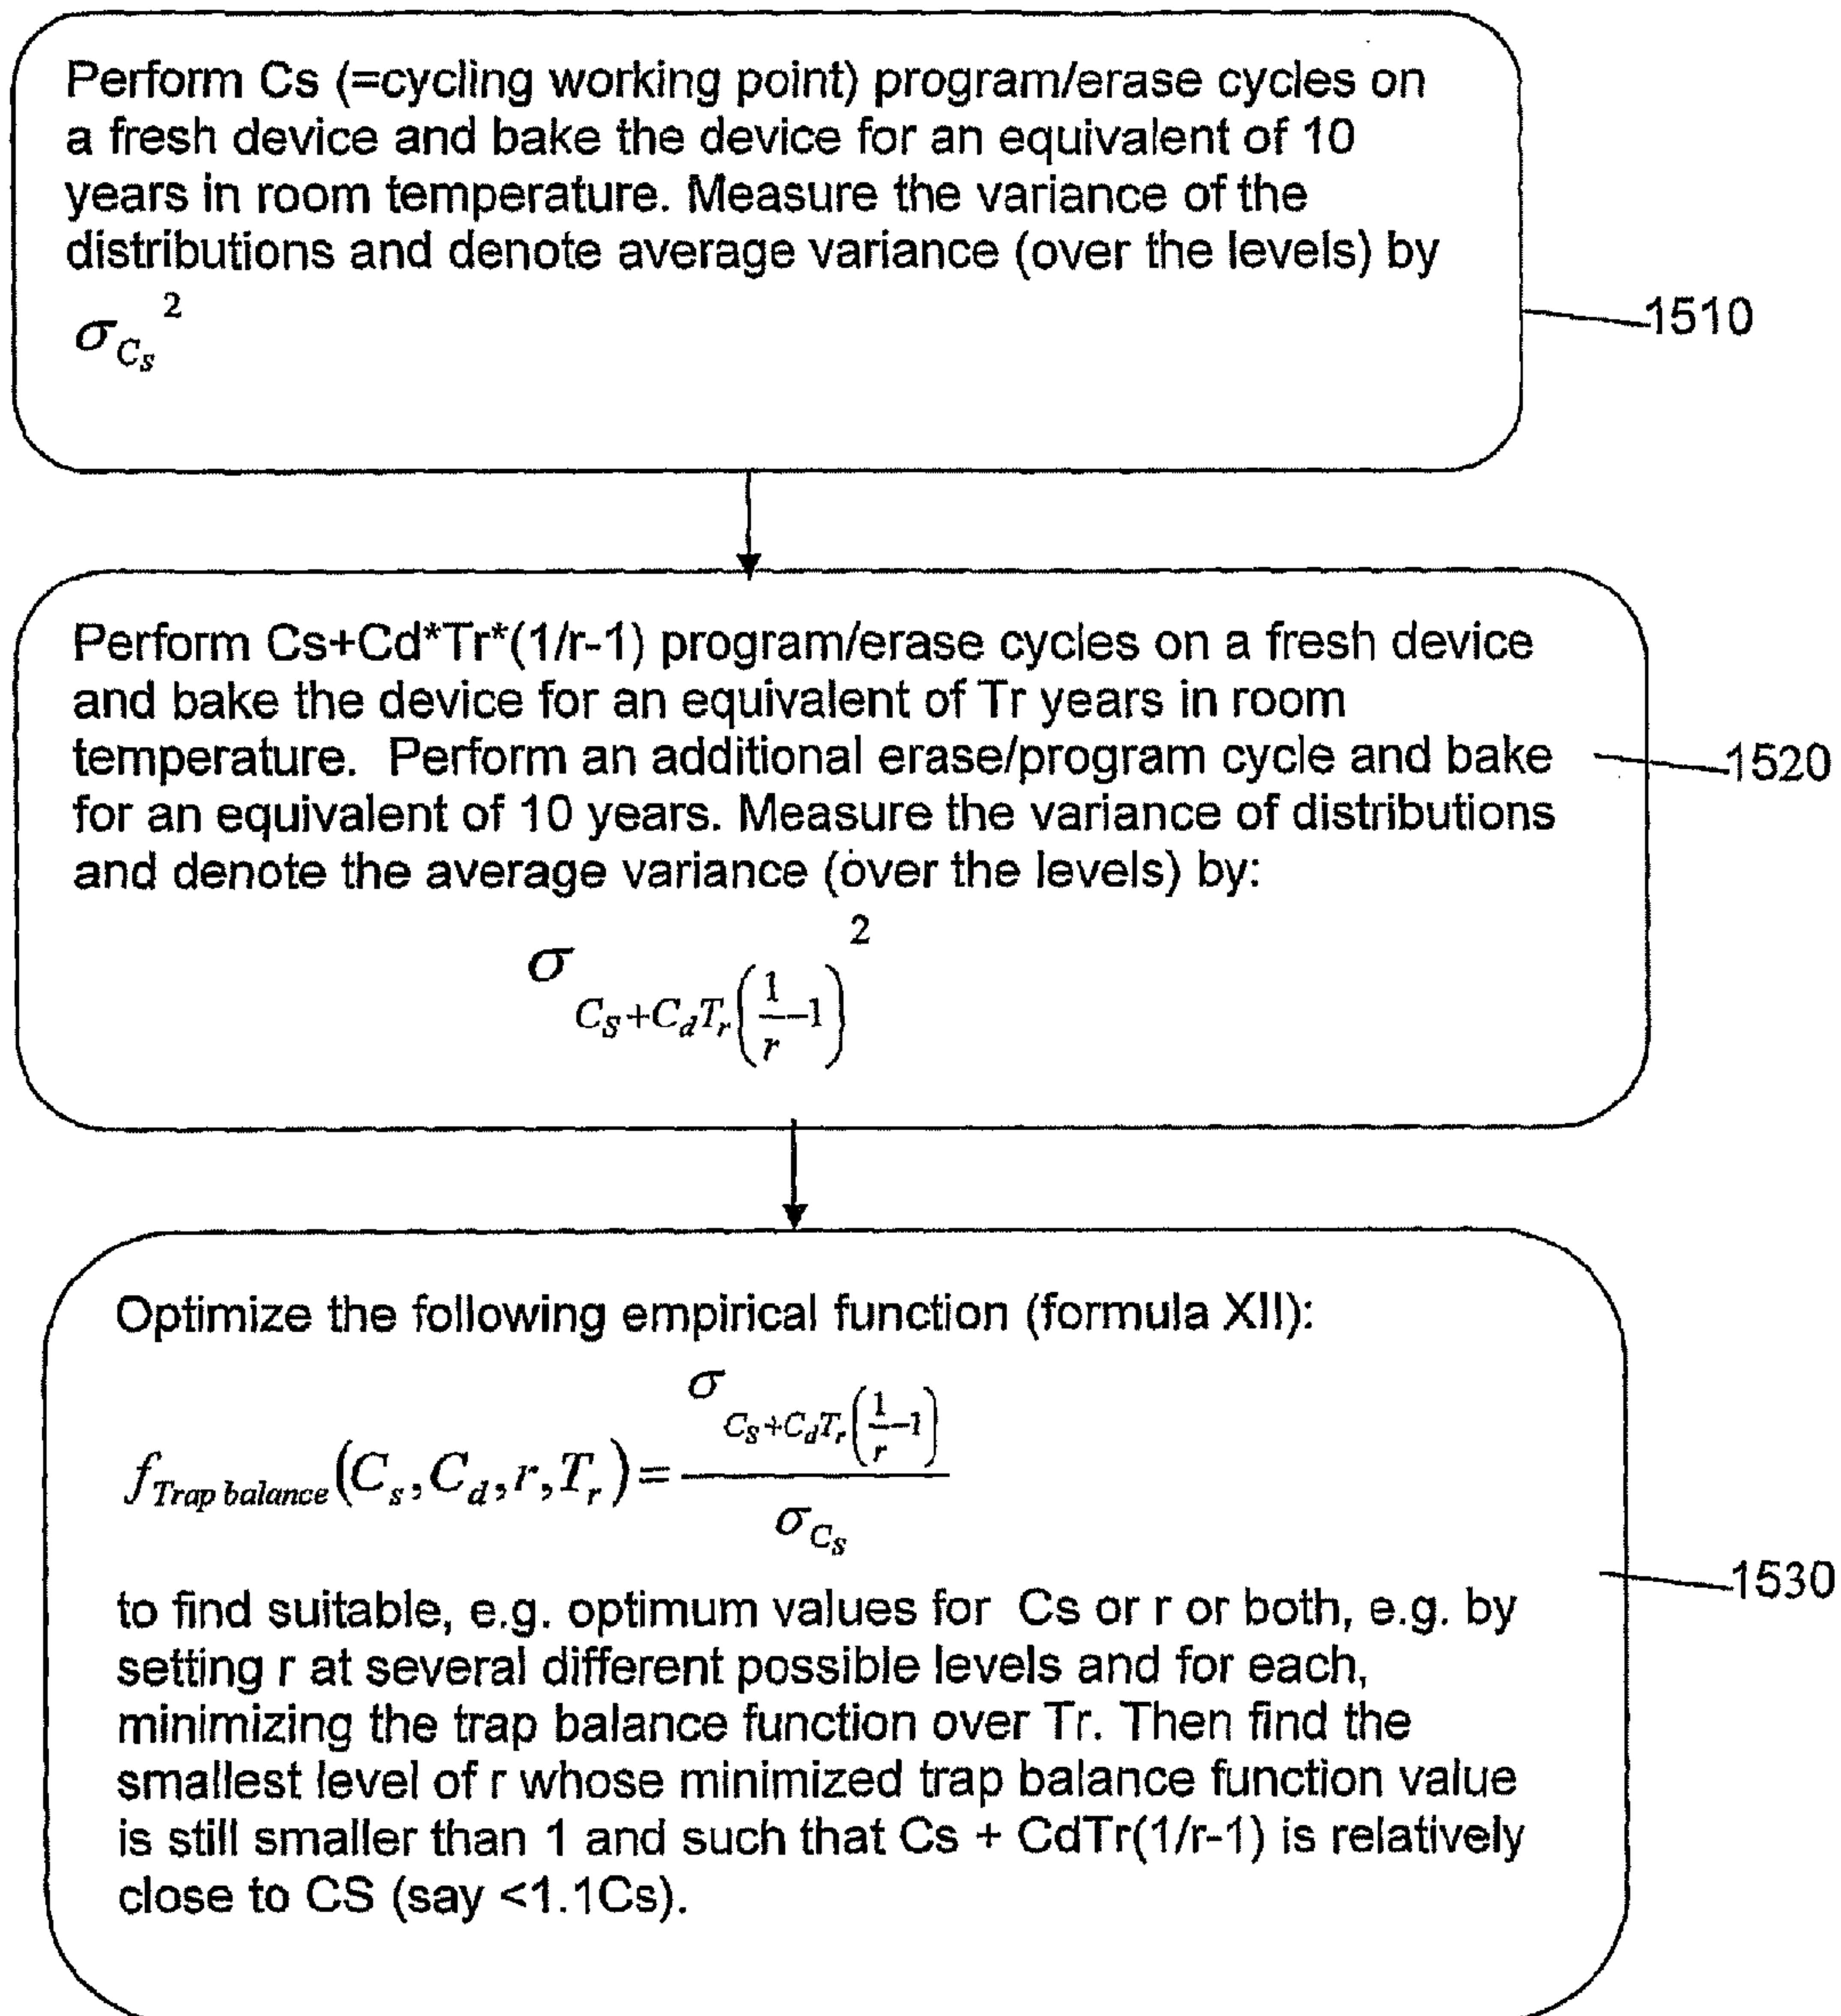 Perform Cs (=cycling working point) program/erase cycles on
a fresh device and bake the device for an equivalent of 10
years in room temperature. Measure the variance of the
distributions and denote average variance (over the levels) by
σ_{C_s}^2
1510
Perform Cs+Cd*Tr*(1/r-1) program/erase cycles on a fresh device
and bake the device for an equivalent of Tr years in room
temperature. Perform an additional erase/program cycle and bake
for an equivalent of 10 years. Measure the variance of distributions
and denote the average variance (over the levels) by:
1520
σ_{C_S+C_dT_r(1/r-1)}^2
Optimize the following empirical function (formula XII):
f_{Trap balance}(C_s,C_d,r,T_r)=σ_{C_S+C_dT_r(1/r-1)}/σ_{C_S}
1530
to find suitable, e.g. optimum values for Cs or r or both, e.g. by
setting r at several different possible levels and for each,
minimizing the trap balance function over Tr. Then find the
smallest level of r whose minimized trap balance function value
is still smaller than 1 and such that Cs + CdTr(1/r-1) is relatively
close to CS (say <1.1Cs).